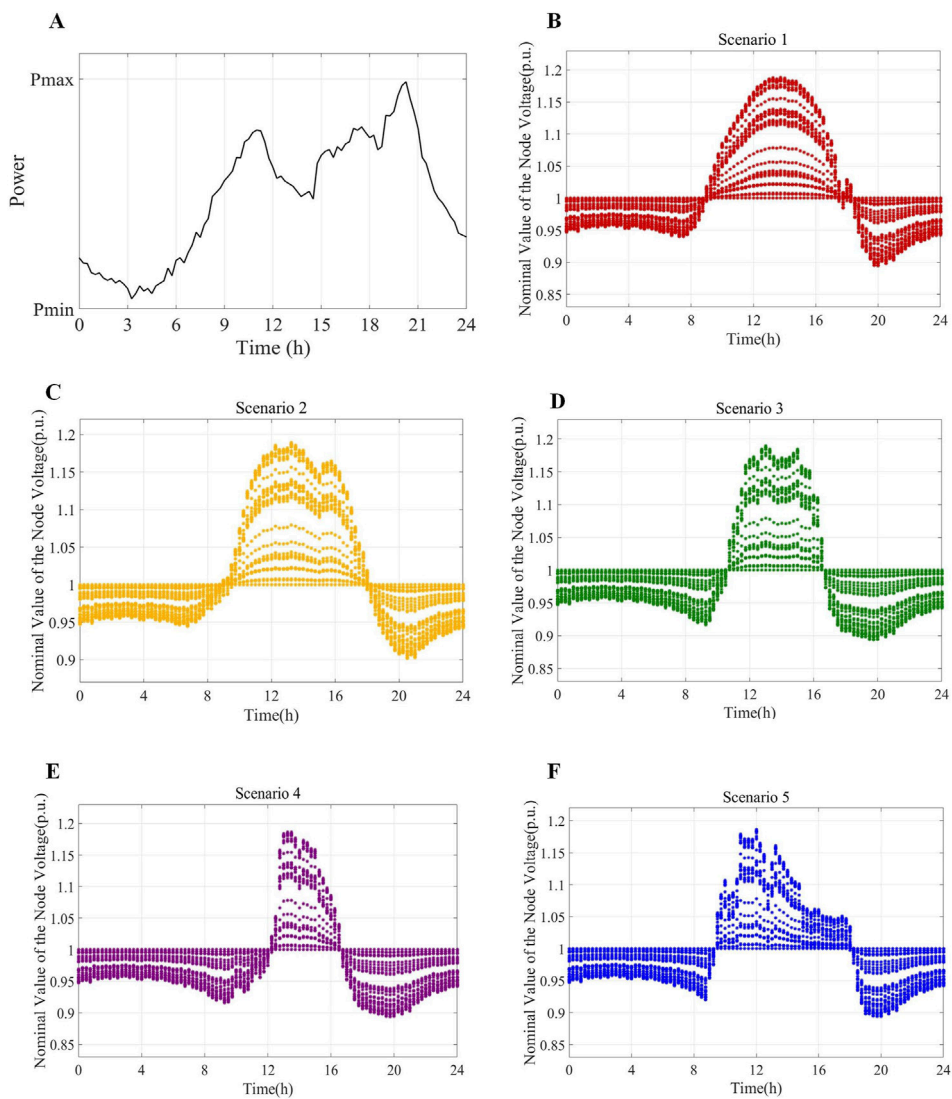 A
Pmax
Power
Pmin
0 3 6 9 12 15 18 21 24
Time (h)
B
Scenario 1
Nominal Value of the Node Voltage(p.u.)
1.2
1.15
1.1
1.05
1
0.95
0.9
0.85
0 4 8 12 16 20 24
Time(h)
C
Scenario 2
Nominal Value of the Node Voltage(p.u.)
1.2
1.15
1.1
1.05
1
0.95
0.9
0 4 8 12 16 20 24
Time(h)
D
Scenario 3
Nominal Value of the Node Voltage(p.u.)
1.2
1.15
1.1
1.05
1
0.95
0.9
0.85
0 4 8 12 16 20 24
Time(h)
E
Scenario 4
Nominal Value of the Node Voltage(p.u.)
1.2
1.15
1.1
1.05
1
0.95
0.9
0.85
0 4 8 12 16 20 24
Time(h)
F
Scenario 5
Nominal Value of the Node Voltage(p.u.)
1.2
1.15
1.1
1.05
1
0.95
0.9
0.85
0 4 8 12 16 20 24
Time(h)